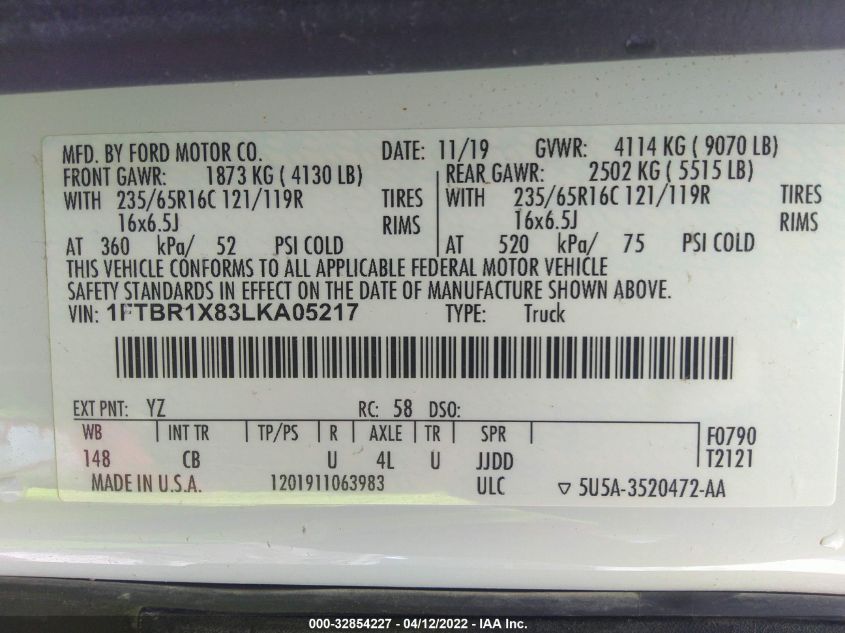 MFD. BY FORD MOTOR CO. DATE: 11/19 GVWR: 4114 KG ( 9070 LB)
FRONT GAWR: 1873 KG ( 4130 LB) REAR GAWR: 2502 KG ( 5515 LB)
WITH 235/65R16C 121/119R TIRES WITH 235/65R16C 121/119R TIRES
16x6.5J RIMS 16x6.5J RIMS
AT 360 kPa/ 52 PSI COLD AT 520 kPa/ 75 PSI COLD
THIS VEHICLE CONFORMS TO ALL APPLICABLE FEDERAL MOTOR VEHICLE
SAFETY STANDARDS IN EFFECT ON THE DATE OF MANUFACTURE SHOWN ABOVE.
VIN: 1FTBR1X83LKA05217 TYPE: Truck
EXT PNT: YZ RC: 58 DSO:
WB INT TR TP/PS R AXLE TR SPR F0790
148 CB U 4L U JJDD T2121
MADE IN U.S.A. 1201911063983 ULC ▽ 5U5A-3520472-AA
000-32854227 - 04/12/2022 - IAA Inc.